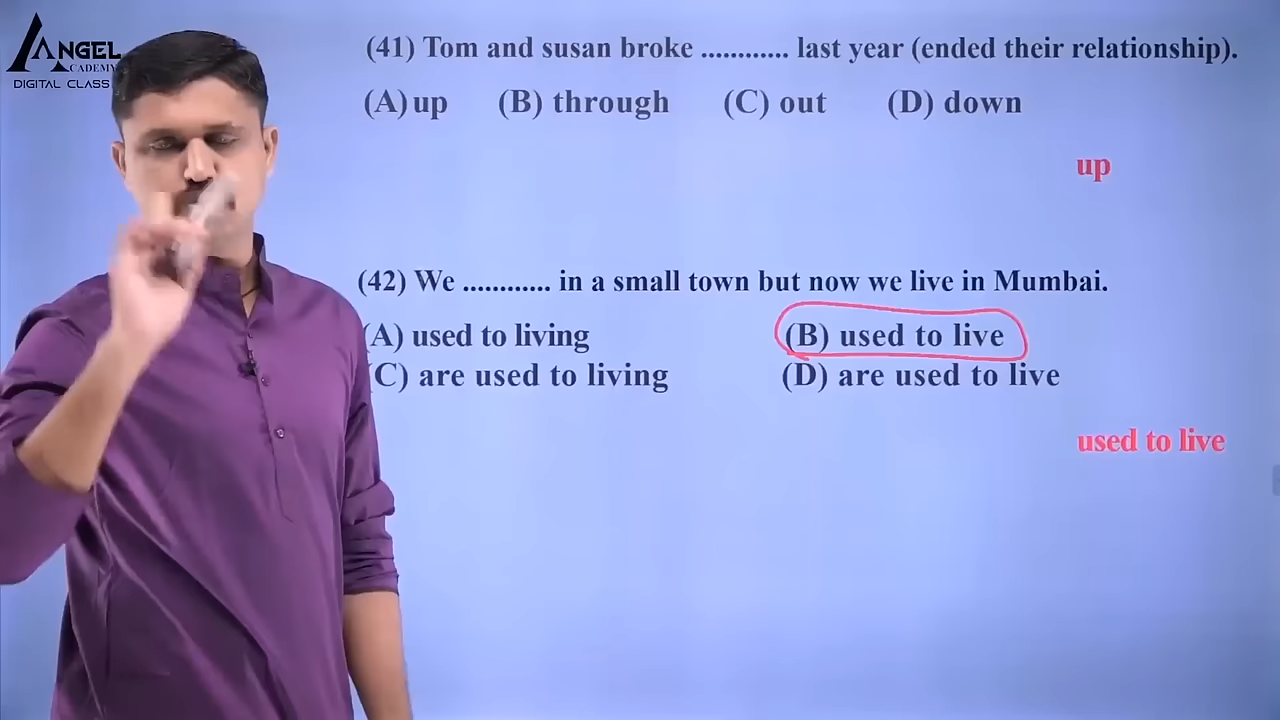 ANGEL
ACADEMY
DIGITAL CLASS
(41) Tom and susan broke ............. last year (ended their relationship).
(A) up (B) through (C) out (D) down
up
(42) We ............. in a small town but now we live in Mumbai.
(A) used to living (B) used to live
(C) are used to living (D) are used to live
used to live